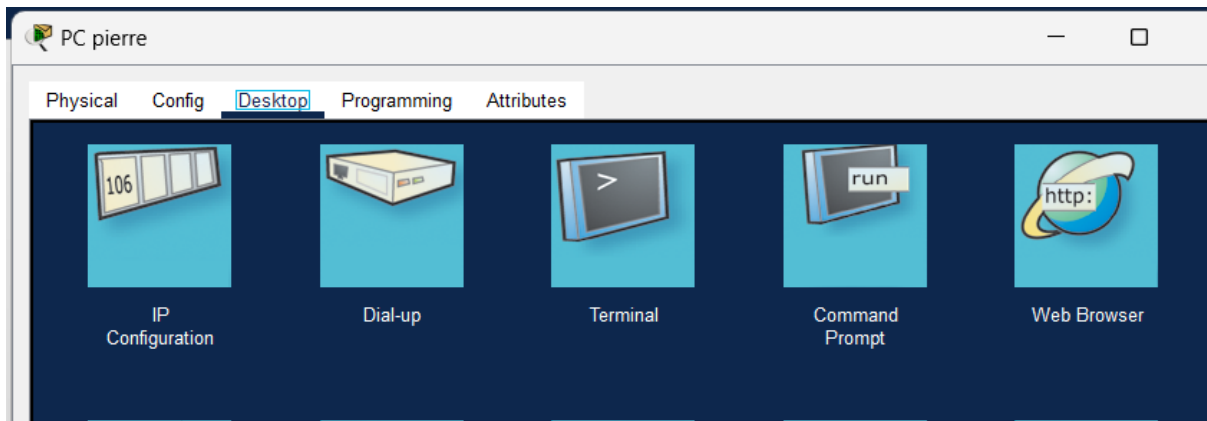 PC pierre
Physical Config Desktop Programming Attributes
106
>
run
http:
IP
Configuration
Dial-up
Terminal
Command
Prompt
Web Browser